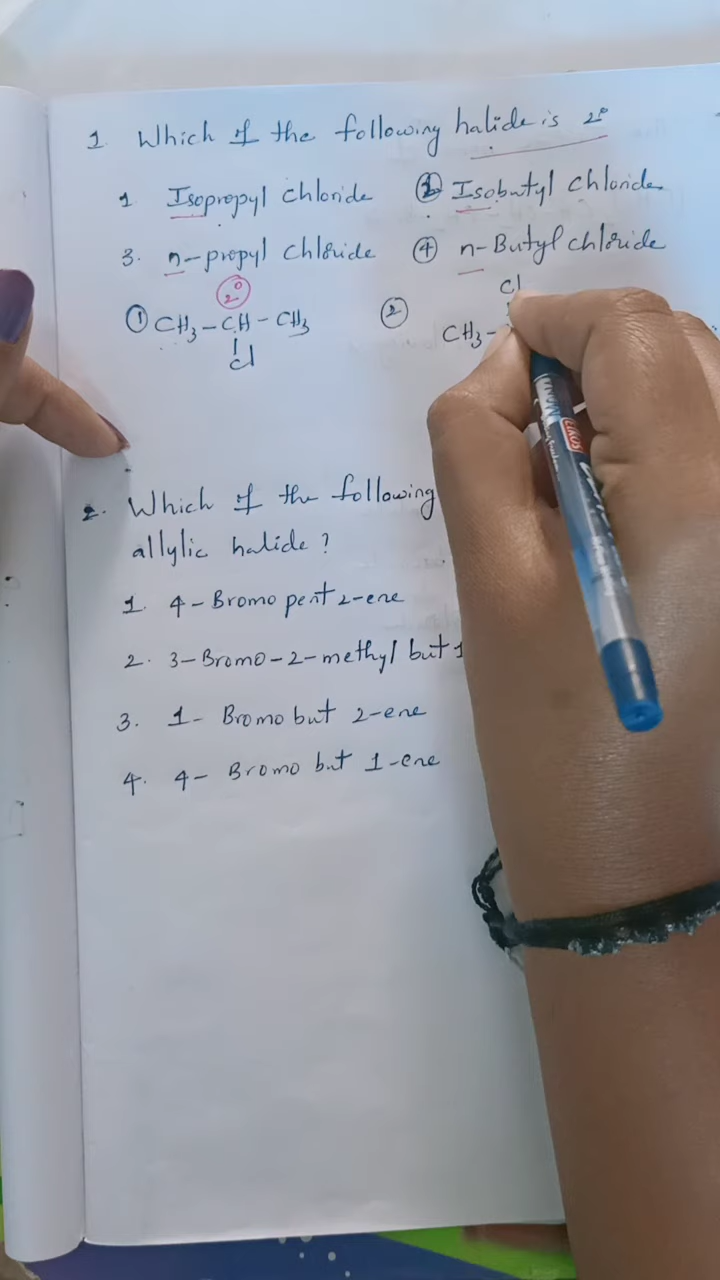 1. Which of the following halide is 2°
1 Isopropyl chloride ② Isobutyl chloride
3. n-propyl chloride ④ n-Butyl chloride
2°
Cl
① CH₃ – CH – CH₃ ② CH₃ –
Cl
2. Which of the following
allylic halide ?
1. 4-Bromo pent 2-ene
2. 3-Bromo-2-methyl but 1
3. 1- Bromo but 2-ene
4. 4- Bromo but 1-ene